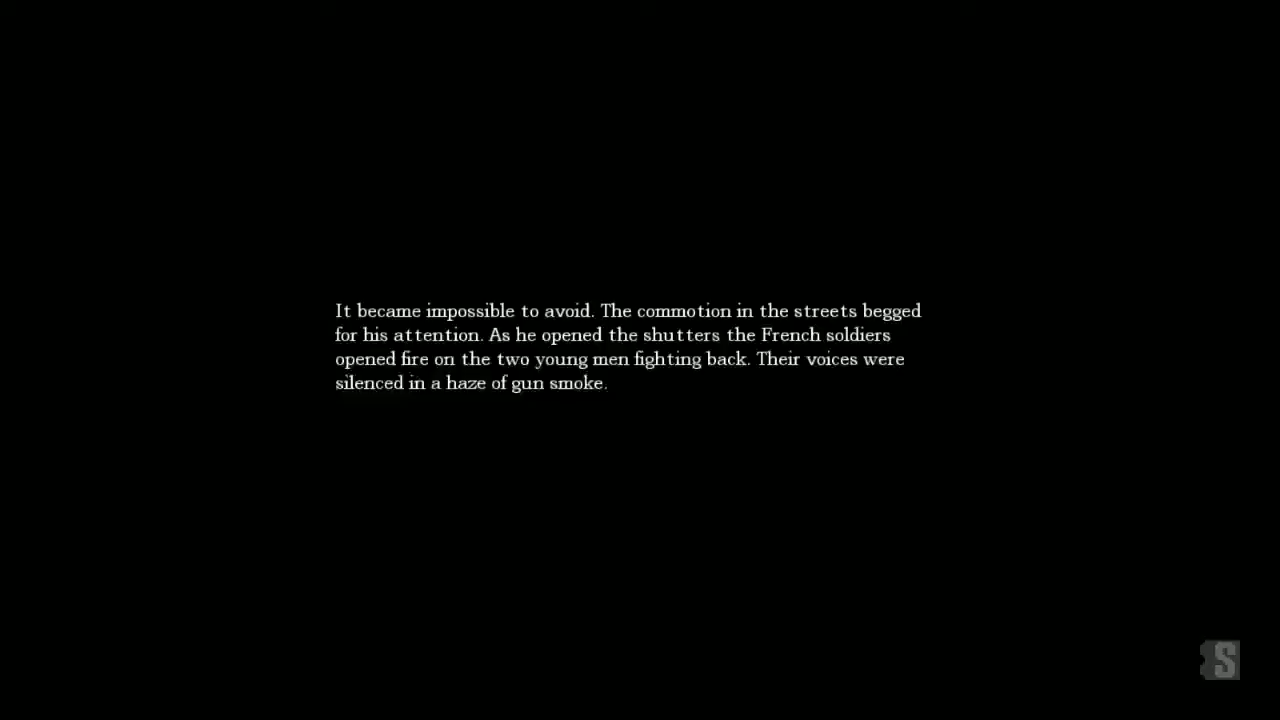 It became impossible to avoid. The commotion in the streets begged
for his attention. As he opened the shutters the French soldiers
opened fire on the two young men fighting back. Their voices were
silenced in a haze of gun smoke.
S